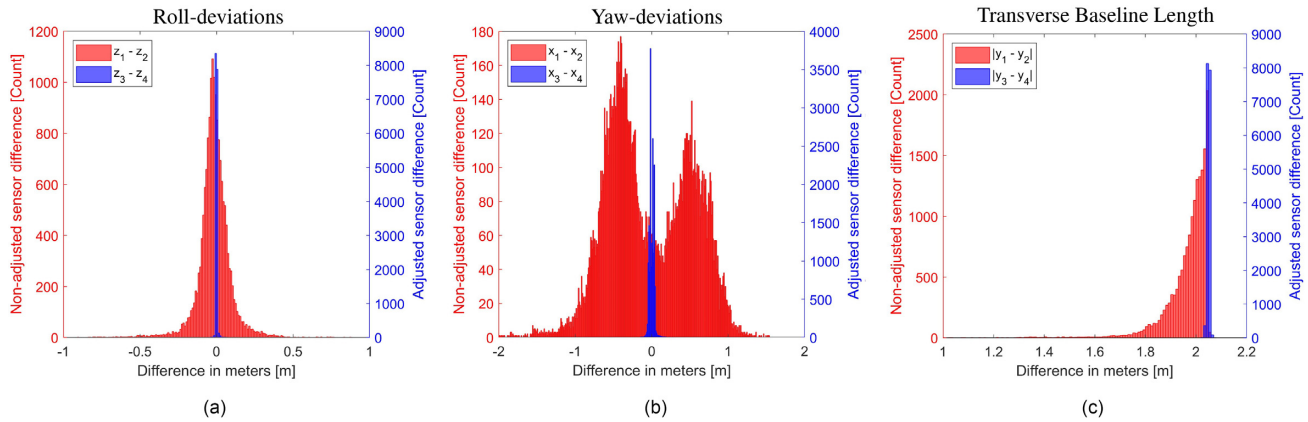 Roll-deviations
Non-adjusted sensor difference [Count]
1200
1000
800
600
400
200
0
z1 - z2
z3 - z4
9000
8000
7000
6000
5000
4000
3000
2000
1000
0
Adjusted sensor difference [Count]
-1 -0.5 0 0.5 1
Difference in meters [m]
(a)
Yaw-deviations
Non-adjusted sensor difference [Count]
180
160
140
120
100
80
60
40
20
0
x1 - x2
x3 - x4
4000
3500
3000
2500
2000
1500
1000
500
0
Adjusted sensor difference [Count]
-2 -1 0 1 2
Difference in meters [m]
(b)
Transverse Baseline Length
Non-adjusted sensor difference [Count]
2500
2000
1500
1000
500
0
|y1 - y2|
|y3 - y4|
9000
8000
7000
6000
5000
4000
3000
2000
1000
0
Adjusted sensor difference [Count]
1 1.2 1.4 1.6 1.8 2 2.2
Difference in meters [m]
(c)